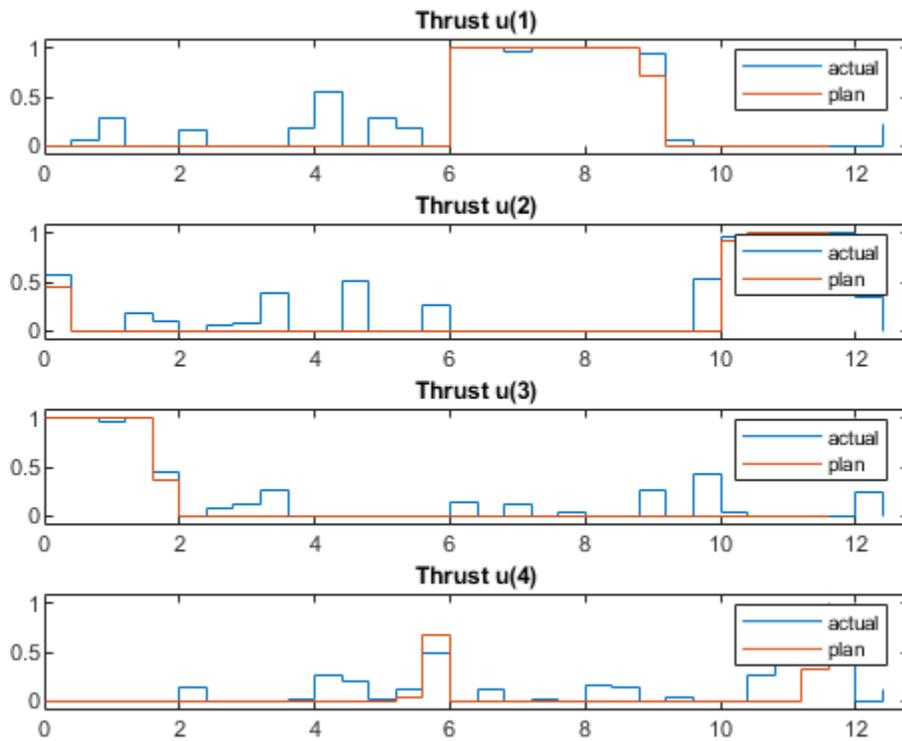 Thrust u(1)
1
0.5
0
actual
plan
0 2 4 6 8 10 12
Thrust u(2)
1
0.5
0
actual
plan
0 2 4 6 8 10 12
Thrust u(3)
1
0.5
0
actual
plan
0 2 4 6 8 10 12
Thrust u(4)
1
0.5
0
actual
plan
0 2 4 6 8 10 12